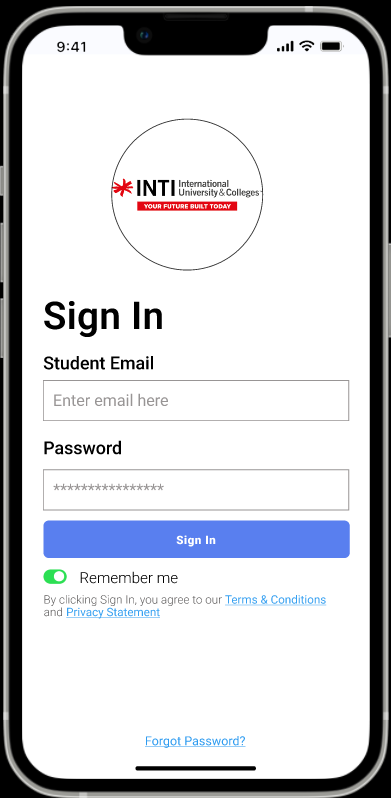 9:41
INTI International
University & Colleges
YOUR FUTURE BUILT TODAY
Sign In
Student Email
Enter email here
Password
****************
Sign In
Remember me
By clicking Sign In, you agree to our Terms & Conditions
and Privacy Statement
Forgot Password?